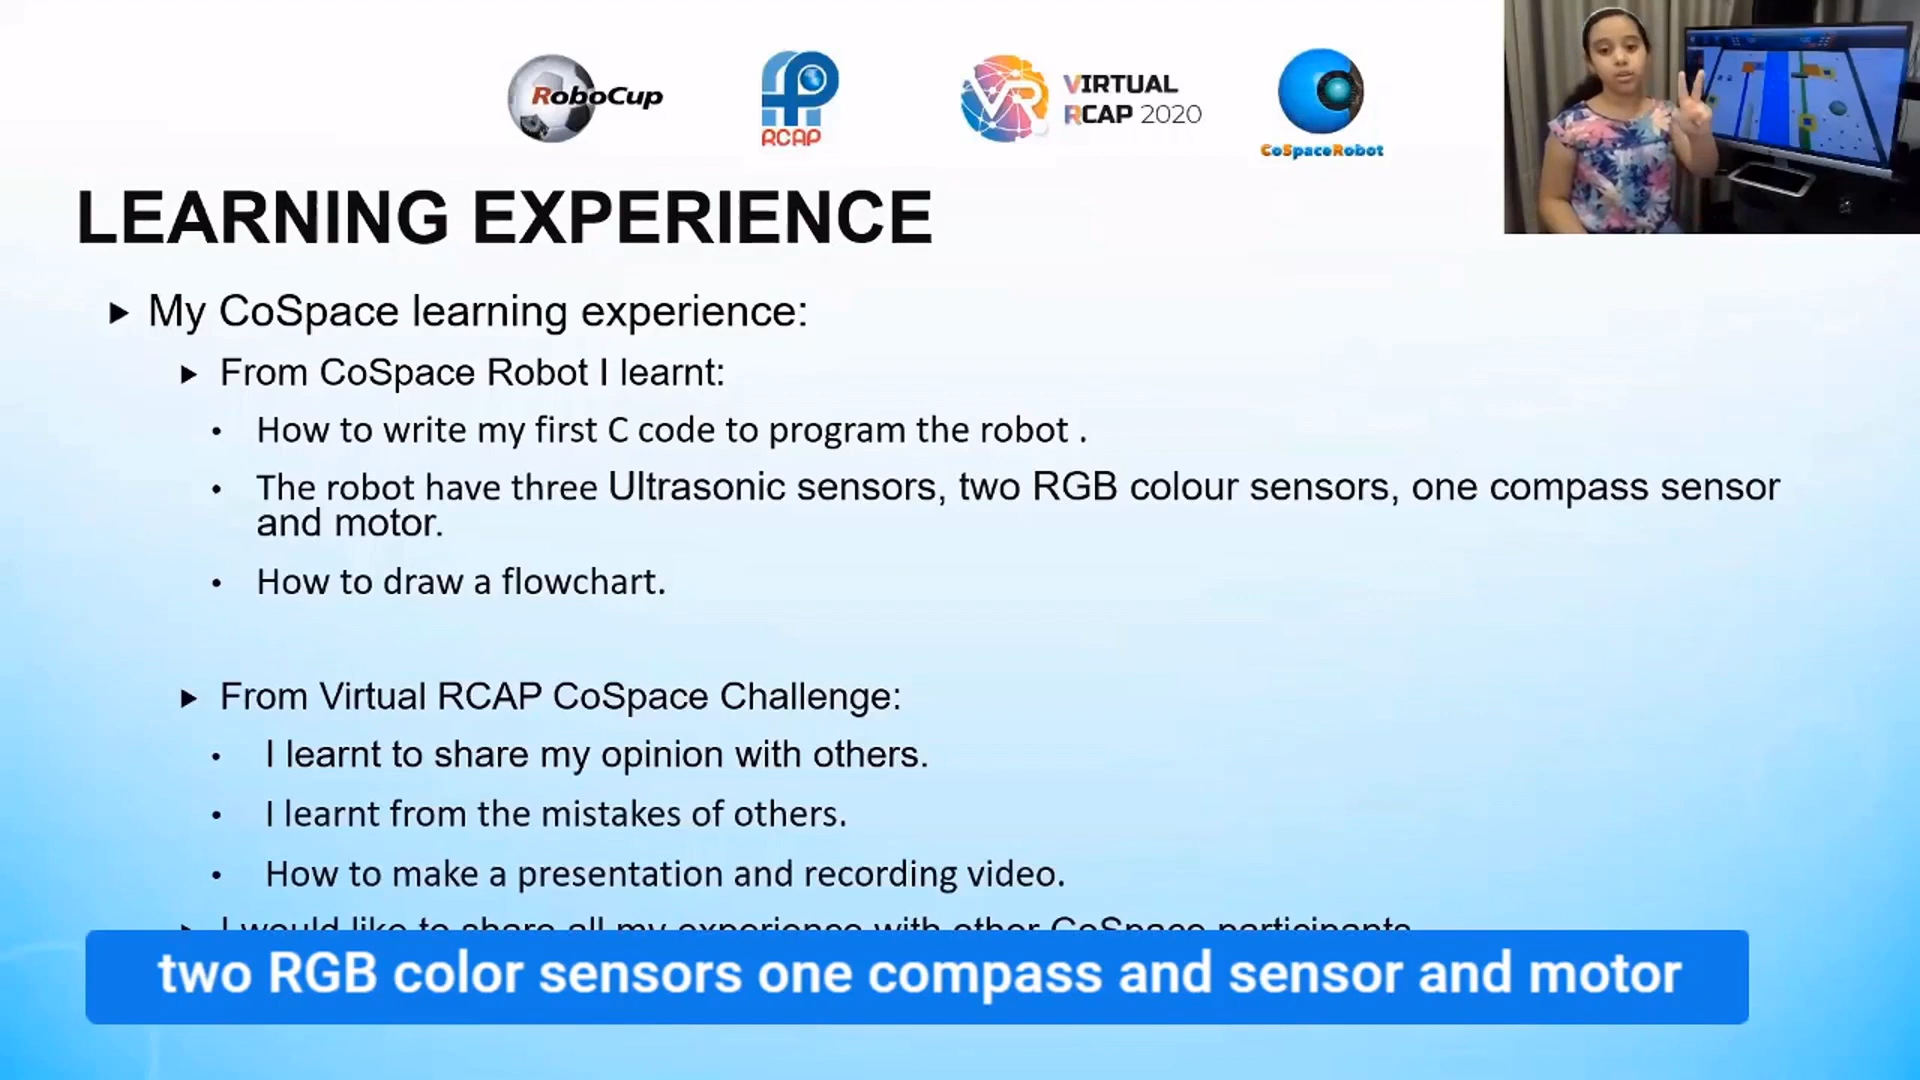 RoboCup
RCAP
VR
VIRTUAL
RCAP 2020
CoSpaceRobot
LEARNING EXPERIENCE
My CoSpace learning experience:
From CoSpace Robot I learnt:
How to write my first C code to program the robot .
The robot have three Ultrasonic sensors, two RGB colour sensors, one compass sensor
and motor.
How to draw a flowchart.
From Virtual RCAP CoSpace Challenge:
I learnt to share my opinion with others.
I learnt from the mistakes of others.
How to make a presentation and recording video.
I would like to share all my experience with other CoSpace participants
two RGB color sensors one compass and sensor and motor